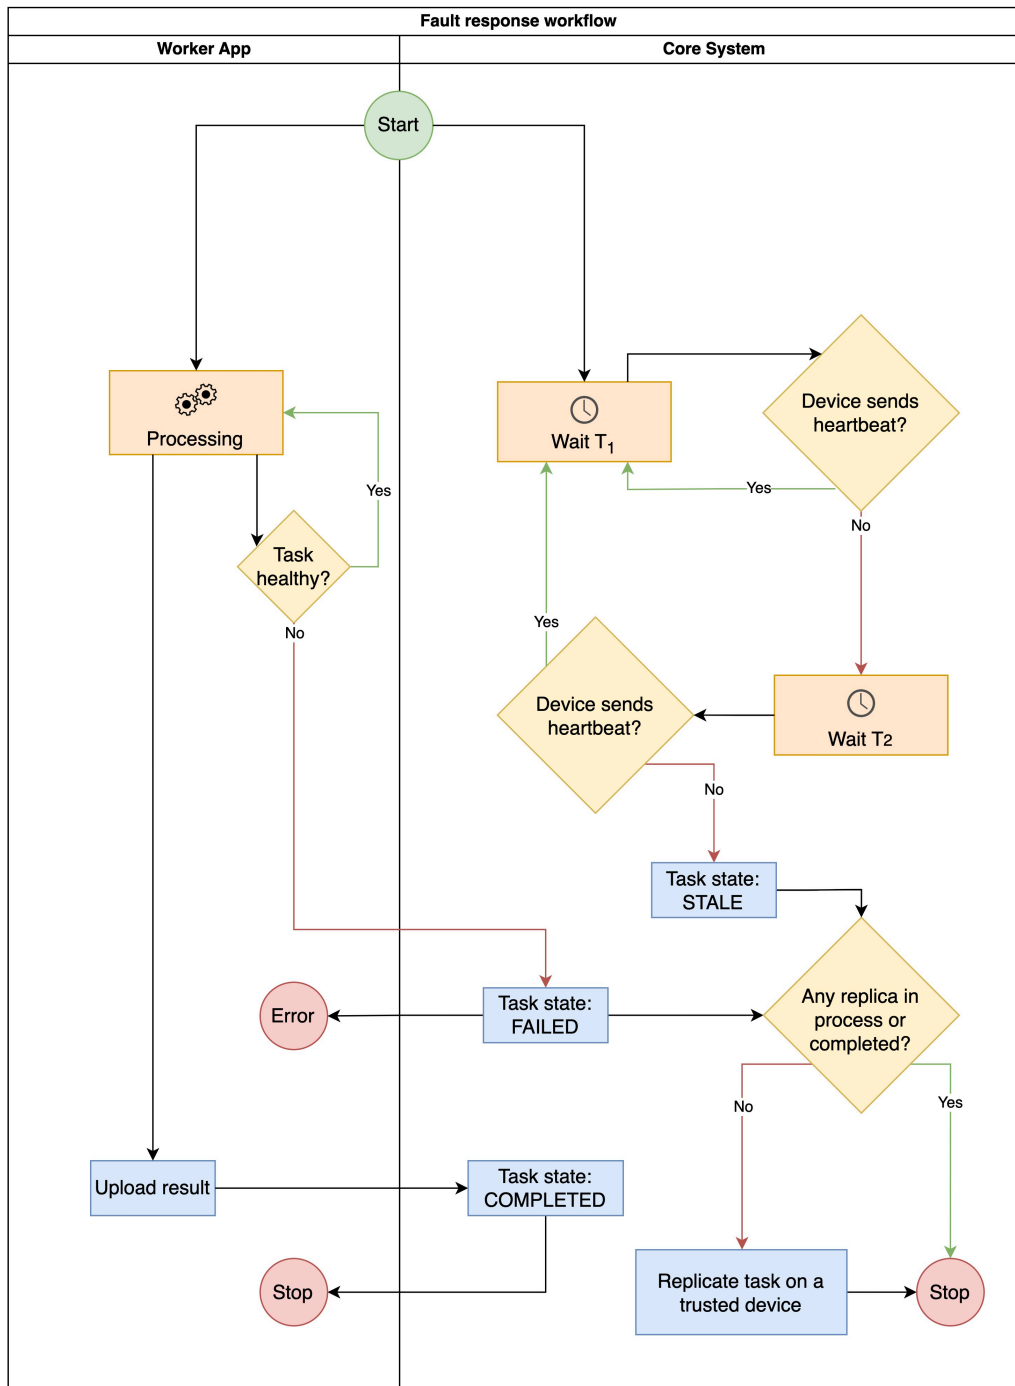 Fault response workflow
Worker App
Core System
Start
Processing
Wait T1
Device sends
heartbeat?
Yes
Yes
No
Task
healthy?
No
Yes
Device sends
heartbeat?
Wait T2
No
Task state:
STALE
Error
Task state:
FAILED
Any replica in
process or
completed?
No
Yes
Upload result
Task state:
COMPLETED
Stop
Replicate task on a
trusted device
Stop